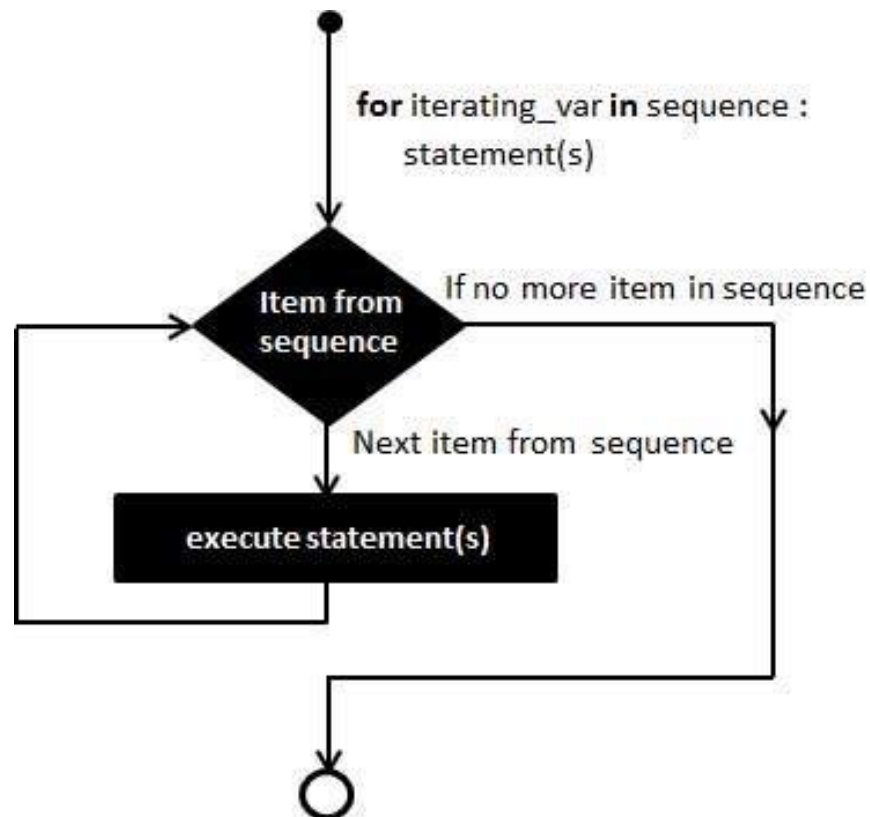 for iterating_var in sequence :
statement(s)
If no more item in sequence
Item from
sequence
Next item from sequence
execute statement(s)